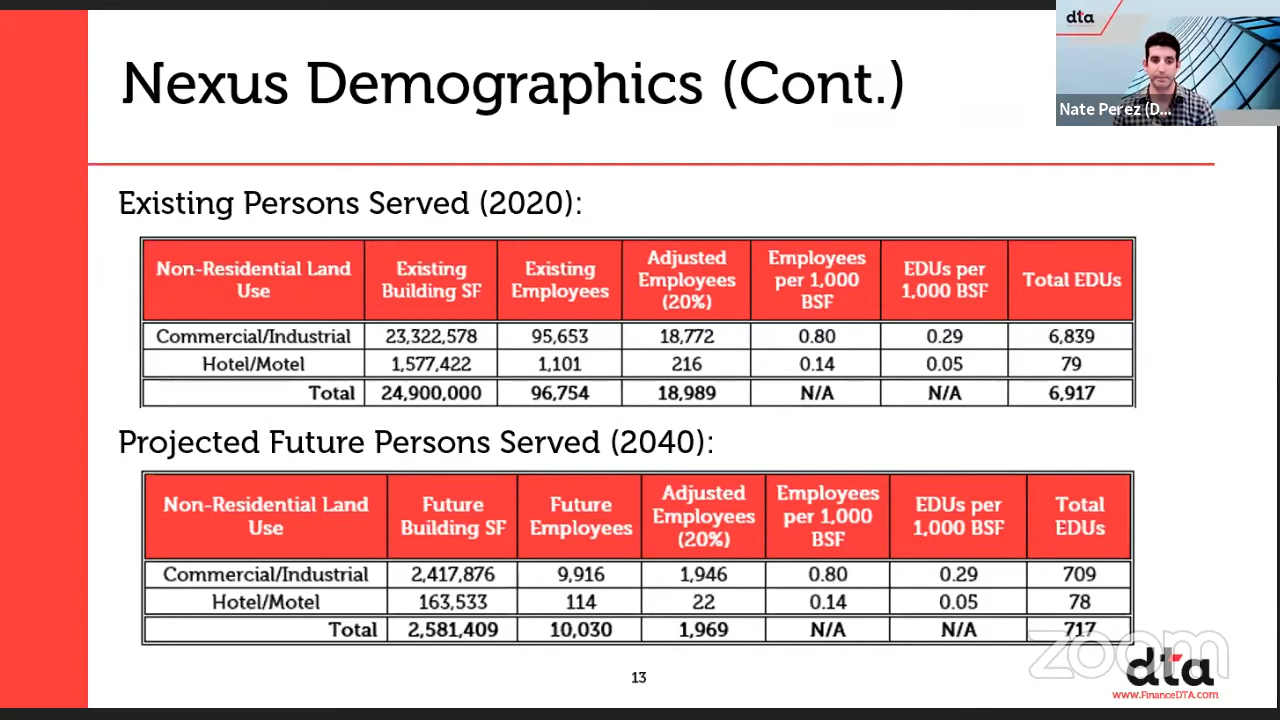 dta
Nate Perez (D...
Nexus Demographics (Cont.)
Existing Persons Served (2020):
Non-Residential Land Use Existing Building SF Existing Employees Adjusted Employees (20%) Employees per 1,000 BSF EDUs per 1,000 BSF Total EDUs
Commercial/Industrial 23,322,578 95,653 18,772 0.80 0.29 6,839
Hotel/Motel 1,577,422 1,101 216 0.14 0.05 79
Total 24,900,000 96,754 18,989 N/A N/A 6,917
Projected Future Persons Served (2040):
Non-Residential Land Use Future Building SF Future Employees Adjusted Employees (20%) Employees per 1,000 BSF EDUs per 1,000 BSF Total EDUs
Commercial/Industrial 2,417,876 9,916 1,946 0.80 0.29 709
Hotel/Motel 163,533 114 22 0.14 0.05 78
Total 2,581,409 10,030 1,969 N/A N/A 717
zoom
13
dta
www.FinanceDTA.com